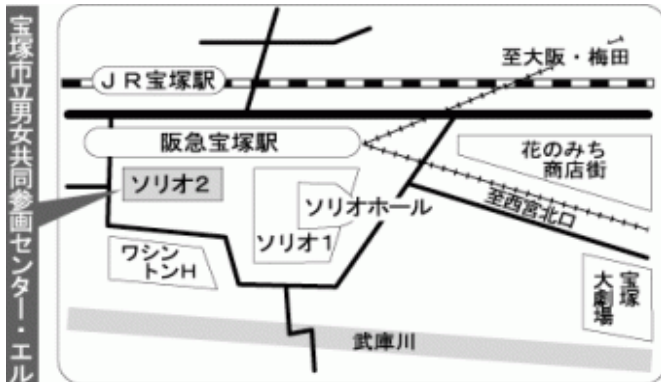 宝塚市立男女共同参画センター・エル
至大阪・梅田
JR宝塚駅
阪急宝塚駅
花のみち
商店街
ソリオ2
ソリオホール
至西宮北口
ソリオ1
ワシン
トンH
宝塚
大劇場
武庫川